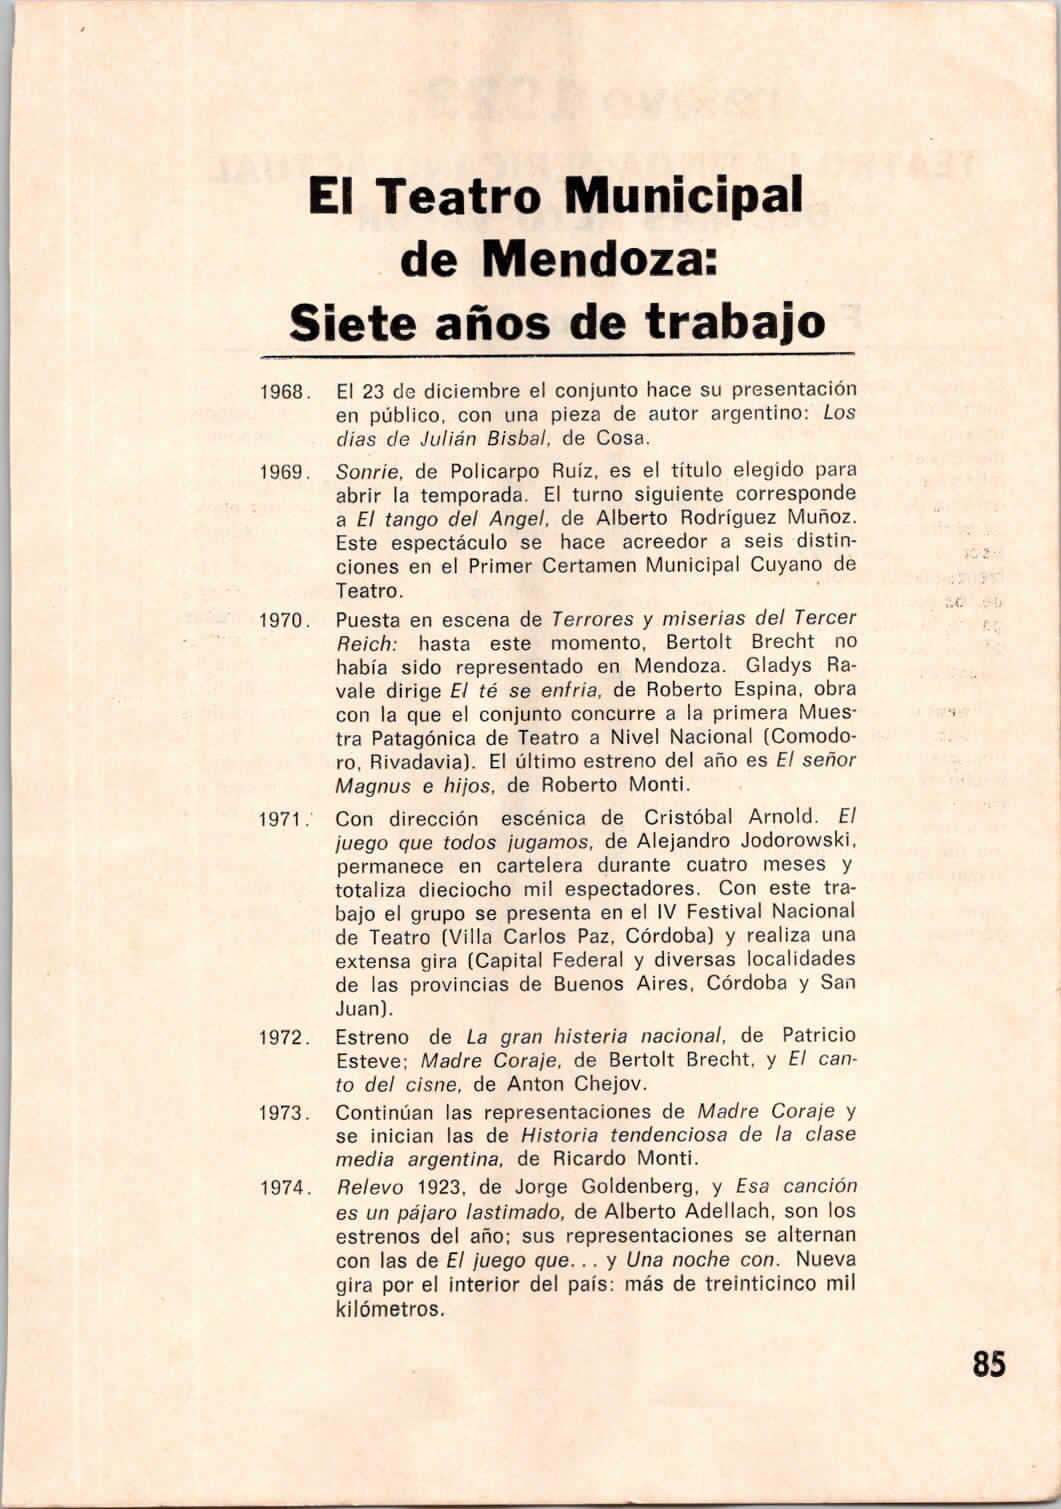 El Teatro Municipal
de Mendoza:
Siete años de trabajo
1968. El 23 de diciembre el conjunto hace su presentación
en público, con una pieza de autor argentino: Los
días de Julián Bisbal, de Cosa.
1969. Sonríe, de Policarpo Ruíz, es el título elegido para
abrir la temporada. El turno siguiente corresponde
a El tango del Angel, de Alberto Rodríguez Muñoz.
Este espectáculo se hace acreedor a seis distin-
ciones en el Primer Certamen Municipal Cuyano de
Teatro.
1970. Puesta en escena de Terrores y miserias del Tercer
Reich: hasta este momento, Bertolt Brecht no
había sido representado en Mendoza. Gladys Ra-
vale dirige El té se enfría, de Roberto Espina, obra
con la que el conjunto concurre a la primera Mues-
tra Patagónica de Teatro a Nivel Nacional (Comodo-
ro, Rivadavia). El último estreno del año es El señor
Magnus e hijos, de Roberto Monti.
1971. Con dirección escénica de Cristóbal Arnold. El
juego que todos jugamos, de Alejandro Jodorowski,
permanece en cartelera durante cuatro meses y
totaliza dieciocho mil espectadores. Con este tra-
bajo el grupo se presenta en el IV Festival Nacional
de Teatro (Villa Carlos Paz, Córdoba) y realiza una
extensa gira (Capital Federal y diversas localidades
de las provincias de Buenos Aires, Córdoba y San
Juan).
1972. Estreno de La gran histeria nacional, de Patricio
Esteve; Madre Coraje, de Bertolt Brecht, y El can-
to del cisne, de Anton Chejov.
1973. Continúan las representaciones de Madre Coraje y
se inician las de Historia tendenciosa de la clase
media argentina, de Ricardo Monti.
1974. Relevo 1923, de Jorge Goldenberg, y Esa canción
es un pájaro lastimado, de Alberto Adellach, son los
estrenos del año; sus representaciones se alternan
con las de El juego que... y Una noche con. Nueva
gira por el interior del país: más de treinticinco mil
kilómetros.
85